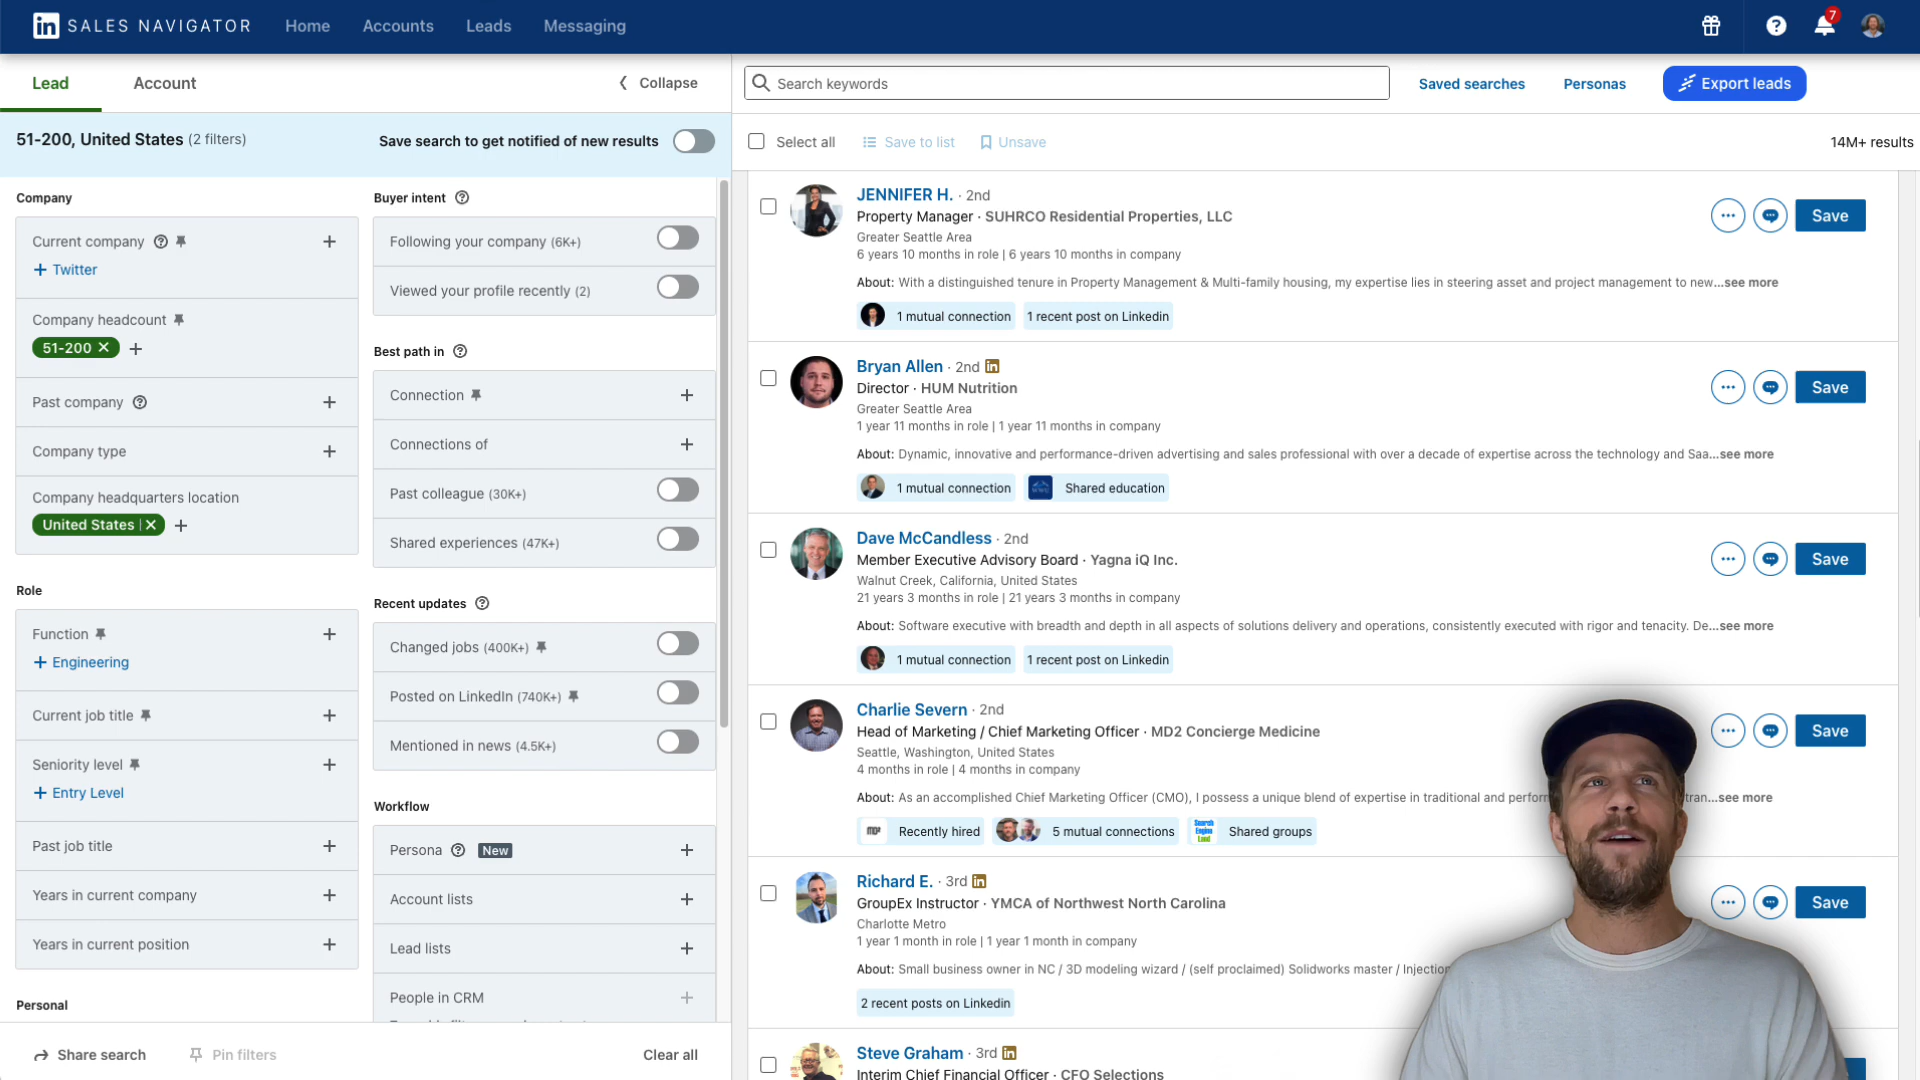 in SALES NAVIGATOR Home Accounts Leads Messaging 7
Lead Account Collapse
Search keywords Saved searches Personas Export leads
51-200, United States (2 filters) Save search to get notified of new results
Select all Save to list Unsave 14M+ results
Company
Current company
+ Twitter
Company headcount
51-200
Past company
Company type
Company headquarters location
United States
Role
Function
+ Engineering
Current job title
Seniority level
+ Entry Level
Past job title
Years in current company
Years in current position
Personal
Buyer intent
Following your company (6K+)
Viewed your profile recently (2)
Best path in
Connection
Connections of
Past colleague (30K+)
Shared experiences (47K+)
Recent updates
Changed jobs (400K+)
Posted on LinkedIn (740K+)
Mentioned in news (4.5K+)
Workflow
Persona New
Account lists
Lead lists
People in CRM
Share search Pin filters Clear all
JENNIFER H. · 2nd
Property Manager · SUHRCO Residential Properties, LLC
Greater Seattle Area
6 years 10 months in role | 6 years 10 months in company
About: With a distinguished tenure in Property Management & Multi-family housing, my expertise lies in steering asset and project management to new...see more
1 mutual connection 1 recent post on Linkedin
Save
Bryan Allen · 2nd in
Director · HUM Nutrition
Greater Seattle Area
1 year 11 months in role | 1 year 11 months in company
About: Dynamic, innovative and performance-driven advertising and sales professional with over a decade of expertise across the technology and Saa...see more
1 mutual connection Shared education
Save
Dave McCandless · 2nd
Member Executive Advisory Board · Yagna iQ Inc.
Walnut Creek, California, United States
21 years 3 months in role | 21 years 3 months in company
About: Software executive with breadth and depth in all aspects of solutions delivery and operations, consistently executed with rigor and tenacity. De...see more
1 mutual connection 1 recent post on Linkedin
Save
Charlie Severn · 2nd
Head of Marketing / Chief Marketing Officer · MD2 Concierge Medicine
Seattle, Washington, United States
4 months in role | 4 months in company
About: As an accomplished Chief Marketing Officer (CMO), I possess a unique blend of expertise in traditional and perform tran...see more
Recently hired 5 mutual connections Search Engine Land Shared groups
Save
Richard E. · 3rd in
GroupEx Instructor · YMCA of Northwest North Carolina
Charlotte Metro
1 year 1 month in role | 1 year 1 month in company
About: Small business owner in NC / 3D modeling wizard / (self proclaimed) Solidworks master / Injectio
2 recent posts on Linkedin
Save
Steve Graham · 3rd in
Interim Chief Financial Officer · CFO Selections